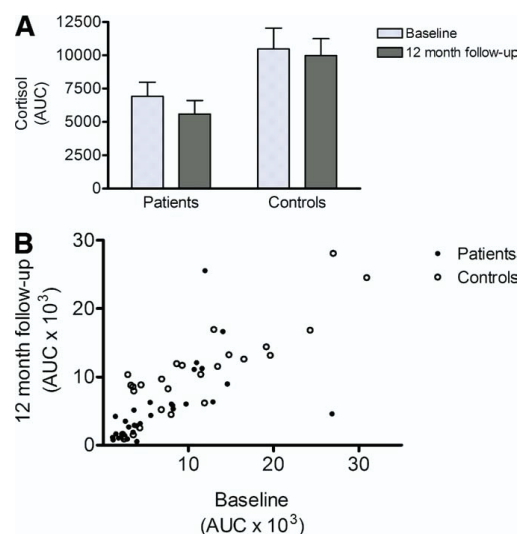 A
Cortisol
(AUC)
12500
10000
7500
5000
2500
0
Patients
Controls
Baseline
12 month follow-up
B
12 month follow-up
(AUC x 10³)
30
20
10
0
10
20
30
Baseline
(AUC x 10³)
Patients
Controls